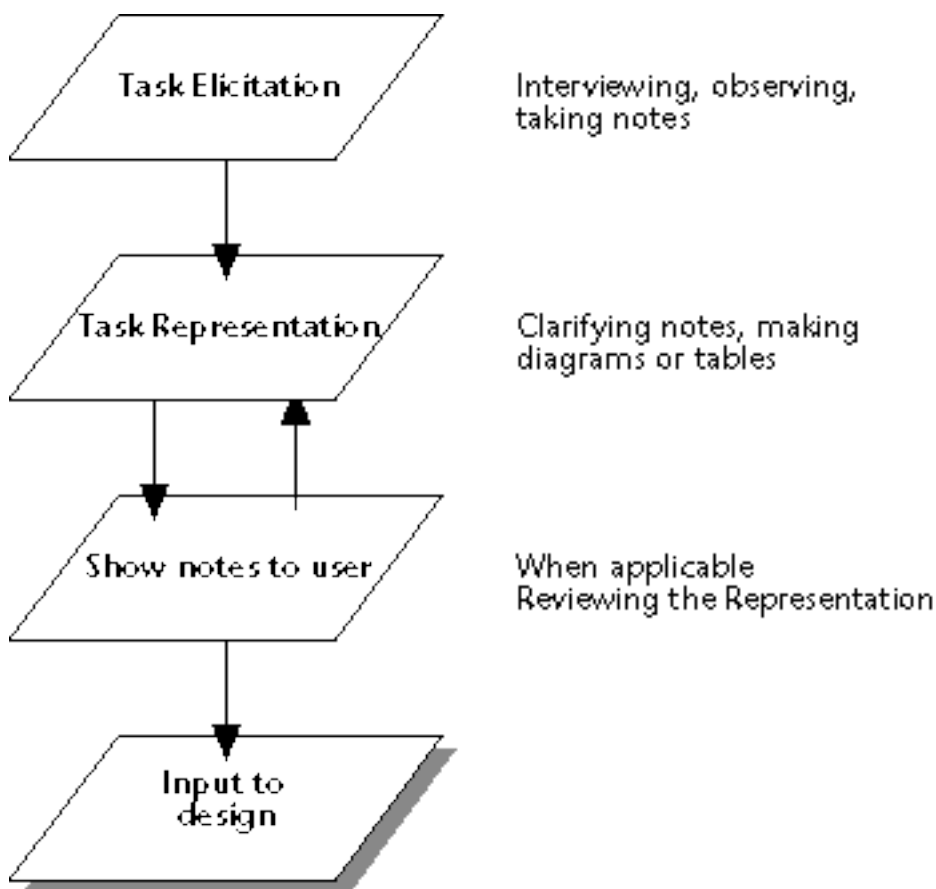 Task Elicitation
Interviewing, observing,
taking notes
Task Representation
Clarifying notes, making
diagrams or tables
Show notes to user
When applicable
Reviewing the Representation
Input to
design